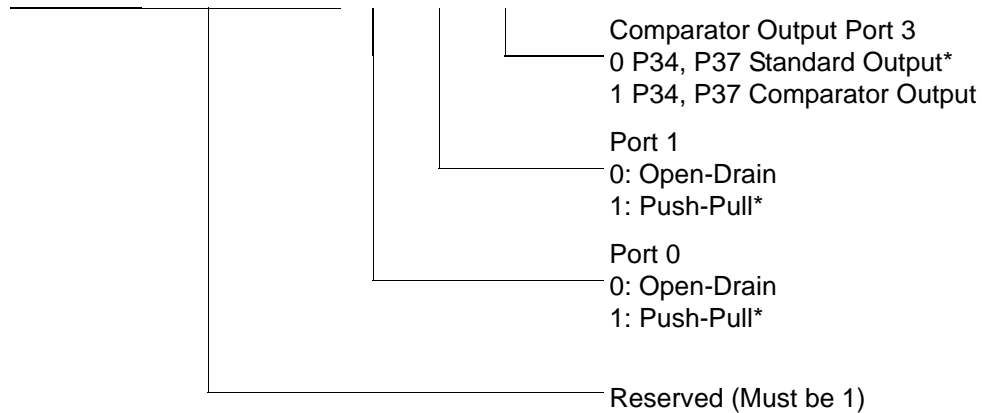 Comparator Output Port 3
0 P34, P37 Standard Output*
1 P34, P37 Comparator Output
Port 1
0: Open-Drain
1: Push-Pull*
Port 0
0: Open-Drain
1: Push-Pull*
Reserved (Must be 1)